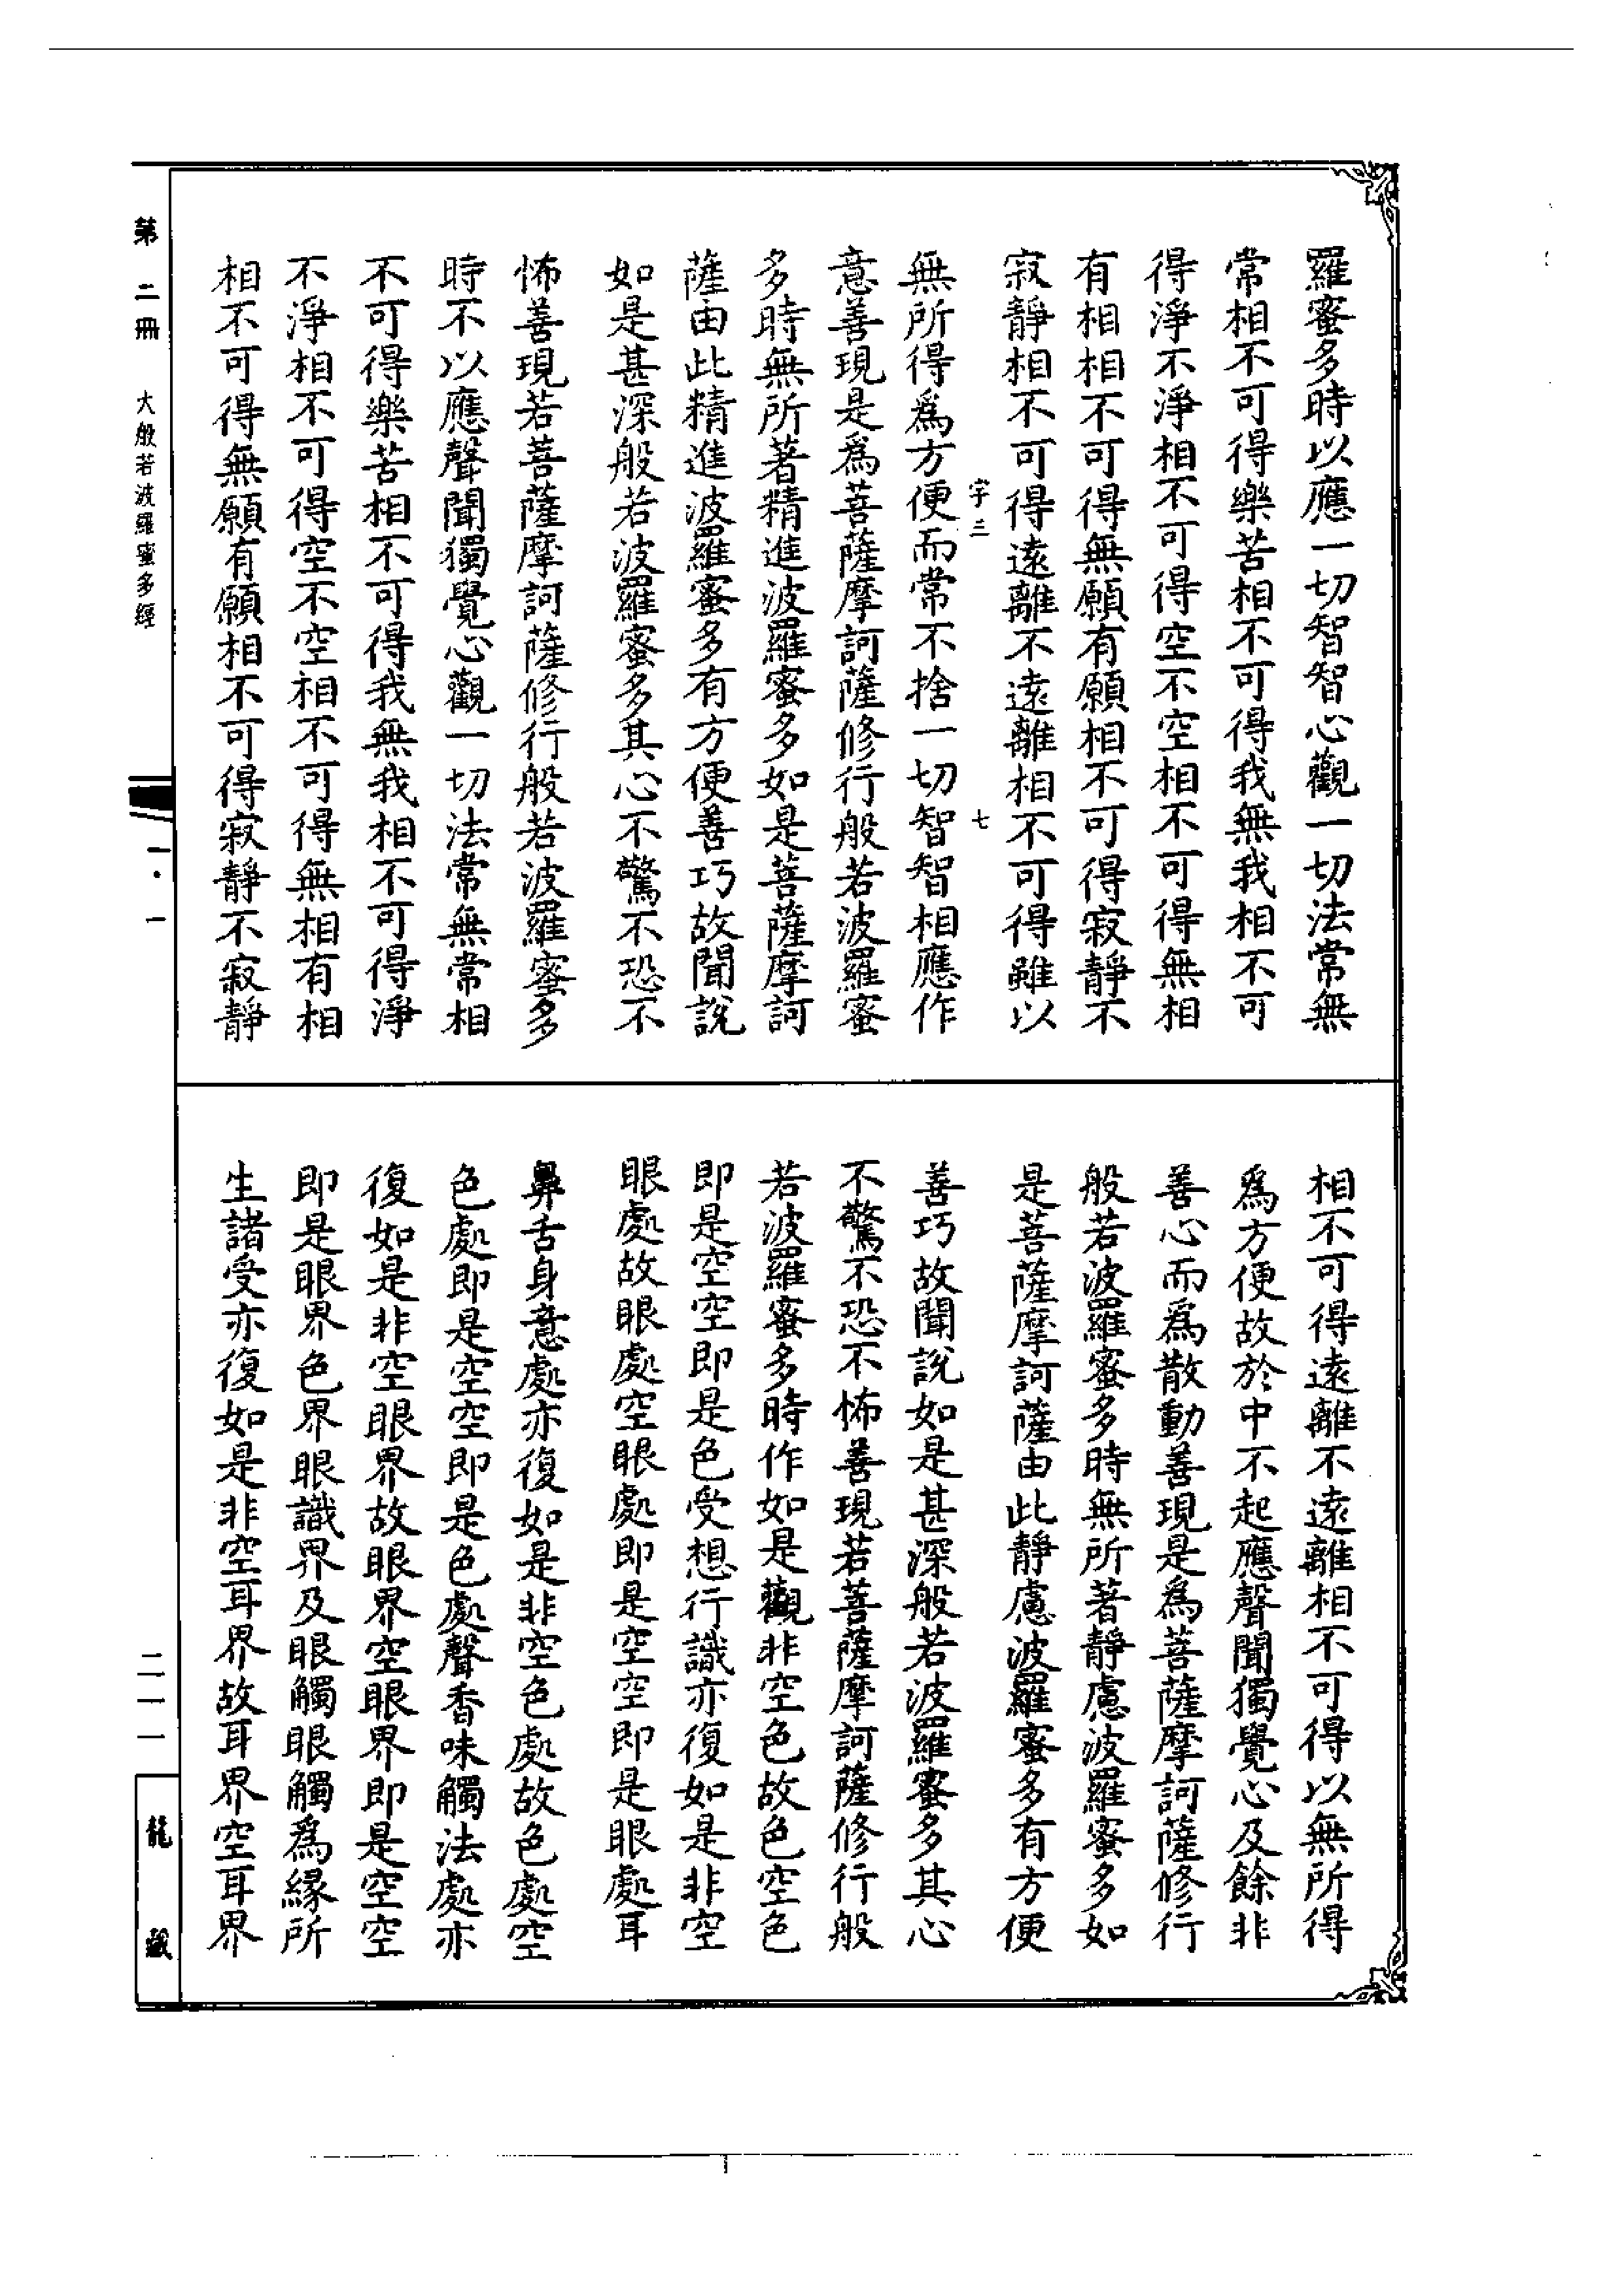 羅蜜多時以應一切智智心觀一切法常無
常相不可得樂苦相不可得我無我相不可
得淨不淨相不可得空不空相不可得無相
有相相不可得無願有願相不可得寂靜不
寂靜相不可得遠離不遠離相不可得雖以
字三 七
無所得為方便而常不捨一切智智相應作
意善現是為菩薩摩訶薩修行般若波羅蜜
多時無所著精進波羅蜜多如是菩薩摩訶
薩由此精進波羅蜜多有方便善巧故聞說
如是甚深般若波羅蜜多其心不驚不恐不
怖善現若菩薩摩訶薩修行般若波羅蜜多
時不以應聲聞獨覺心觀一切法常無常相
不可得樂苦相不可得我無我相不可得淨
不淨相不可得空不空相不可得無相有相
相不可得無願有願相不可得寂靜不寂靜
相不可得遠離不遠離相不可得以無所得
為方便故於中不起應聲聞獨覺心及餘非
善心而為散動善現是為菩薩摩訶薩修行
般若波羅蜜多時無所著靜慮波羅蜜多如
是菩薩摩訶薩由此靜慮波羅蜜多有方便
善巧故聞說如是甚深般若波羅蜜多其心
不驚不恐不怖善現若菩薩摩訶薩修行般
若波羅蜜多時作如是觀非空色故色空色
即是空空即是色受想行識亦復如是非空
眼處故眼處空眼處即是空空即是眼處耳
鼻舌身意處亦復如是非空色處故色處空
色處即是空空即是色處聲香味觸法處亦
復如是非空眼界故眼界空眼界即是空空
即是眼界色界眼識界及眼觸眼觸為緣所
生諸受亦復如是非空耳界故耳界空耳界
第二冊 大般若波羅蜜多經 一·一 二一一 龍藏